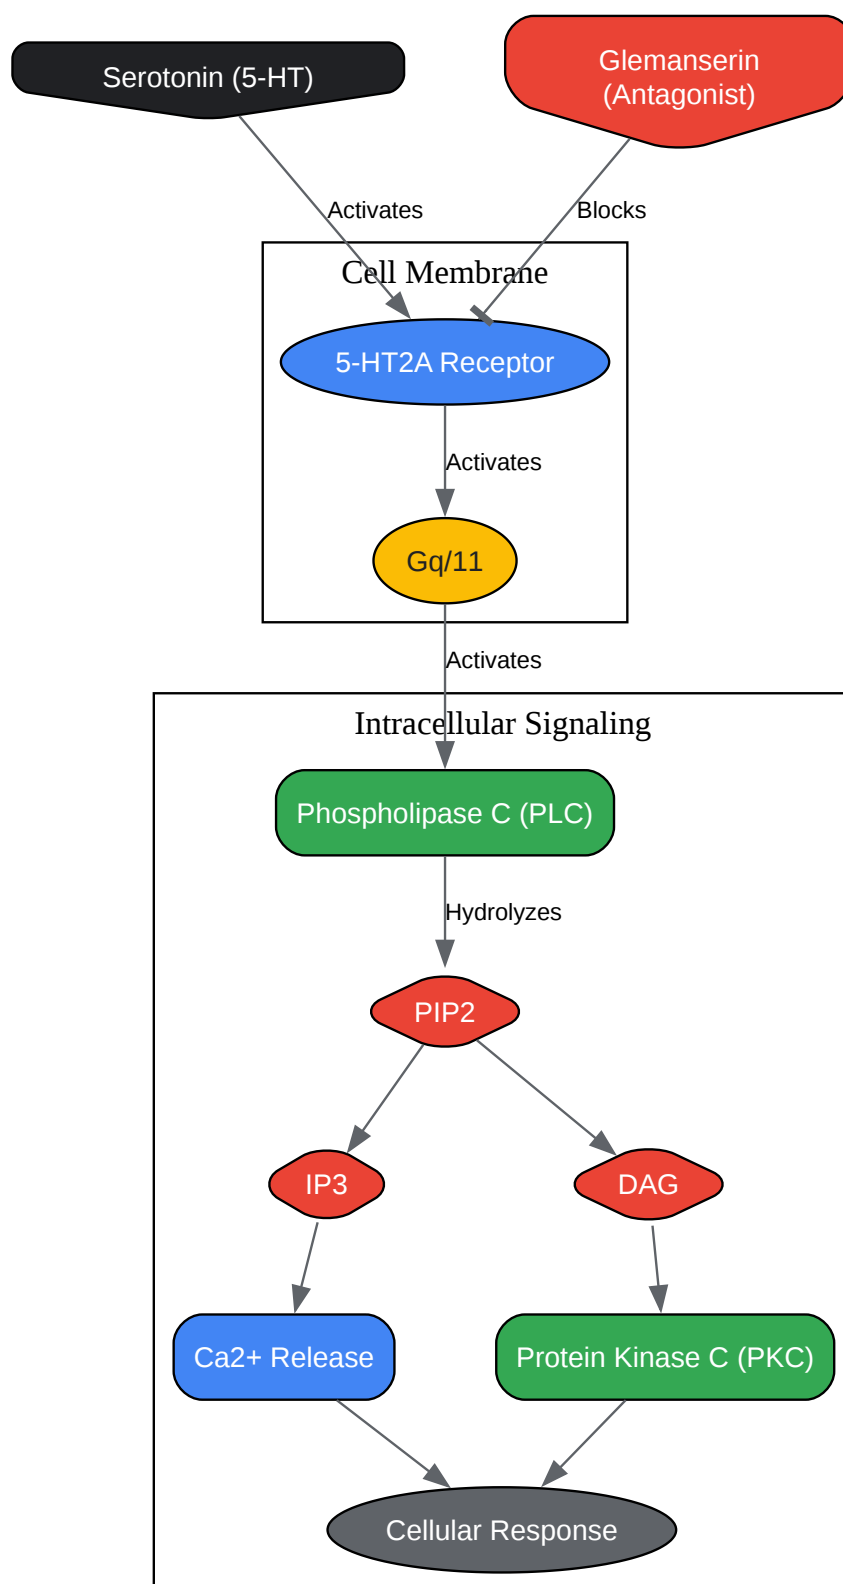 Serotonin (5-HT)
Glemanserin
(Antagonist)
Activates
Blocks
Cell Membrane
5-HT2A Receptor
Activates
Gq/11
Activates
Intracellular Signaling
Phospholipase C (PLC)
Hydrolyzes
PIP2
IP3
DAG
Ca2+ Release
Protein Kinase C (PKC)
Cellular Response